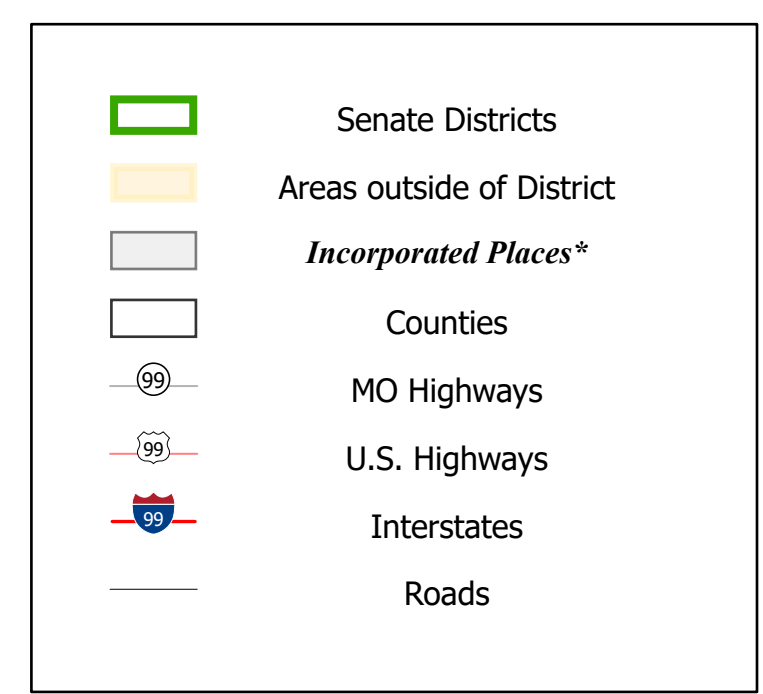 Senate Districts
Areas outside of District
Incorporated Places*
Counties
99 MO Highways
99 U.S. Highways
99 Interstates
Roads